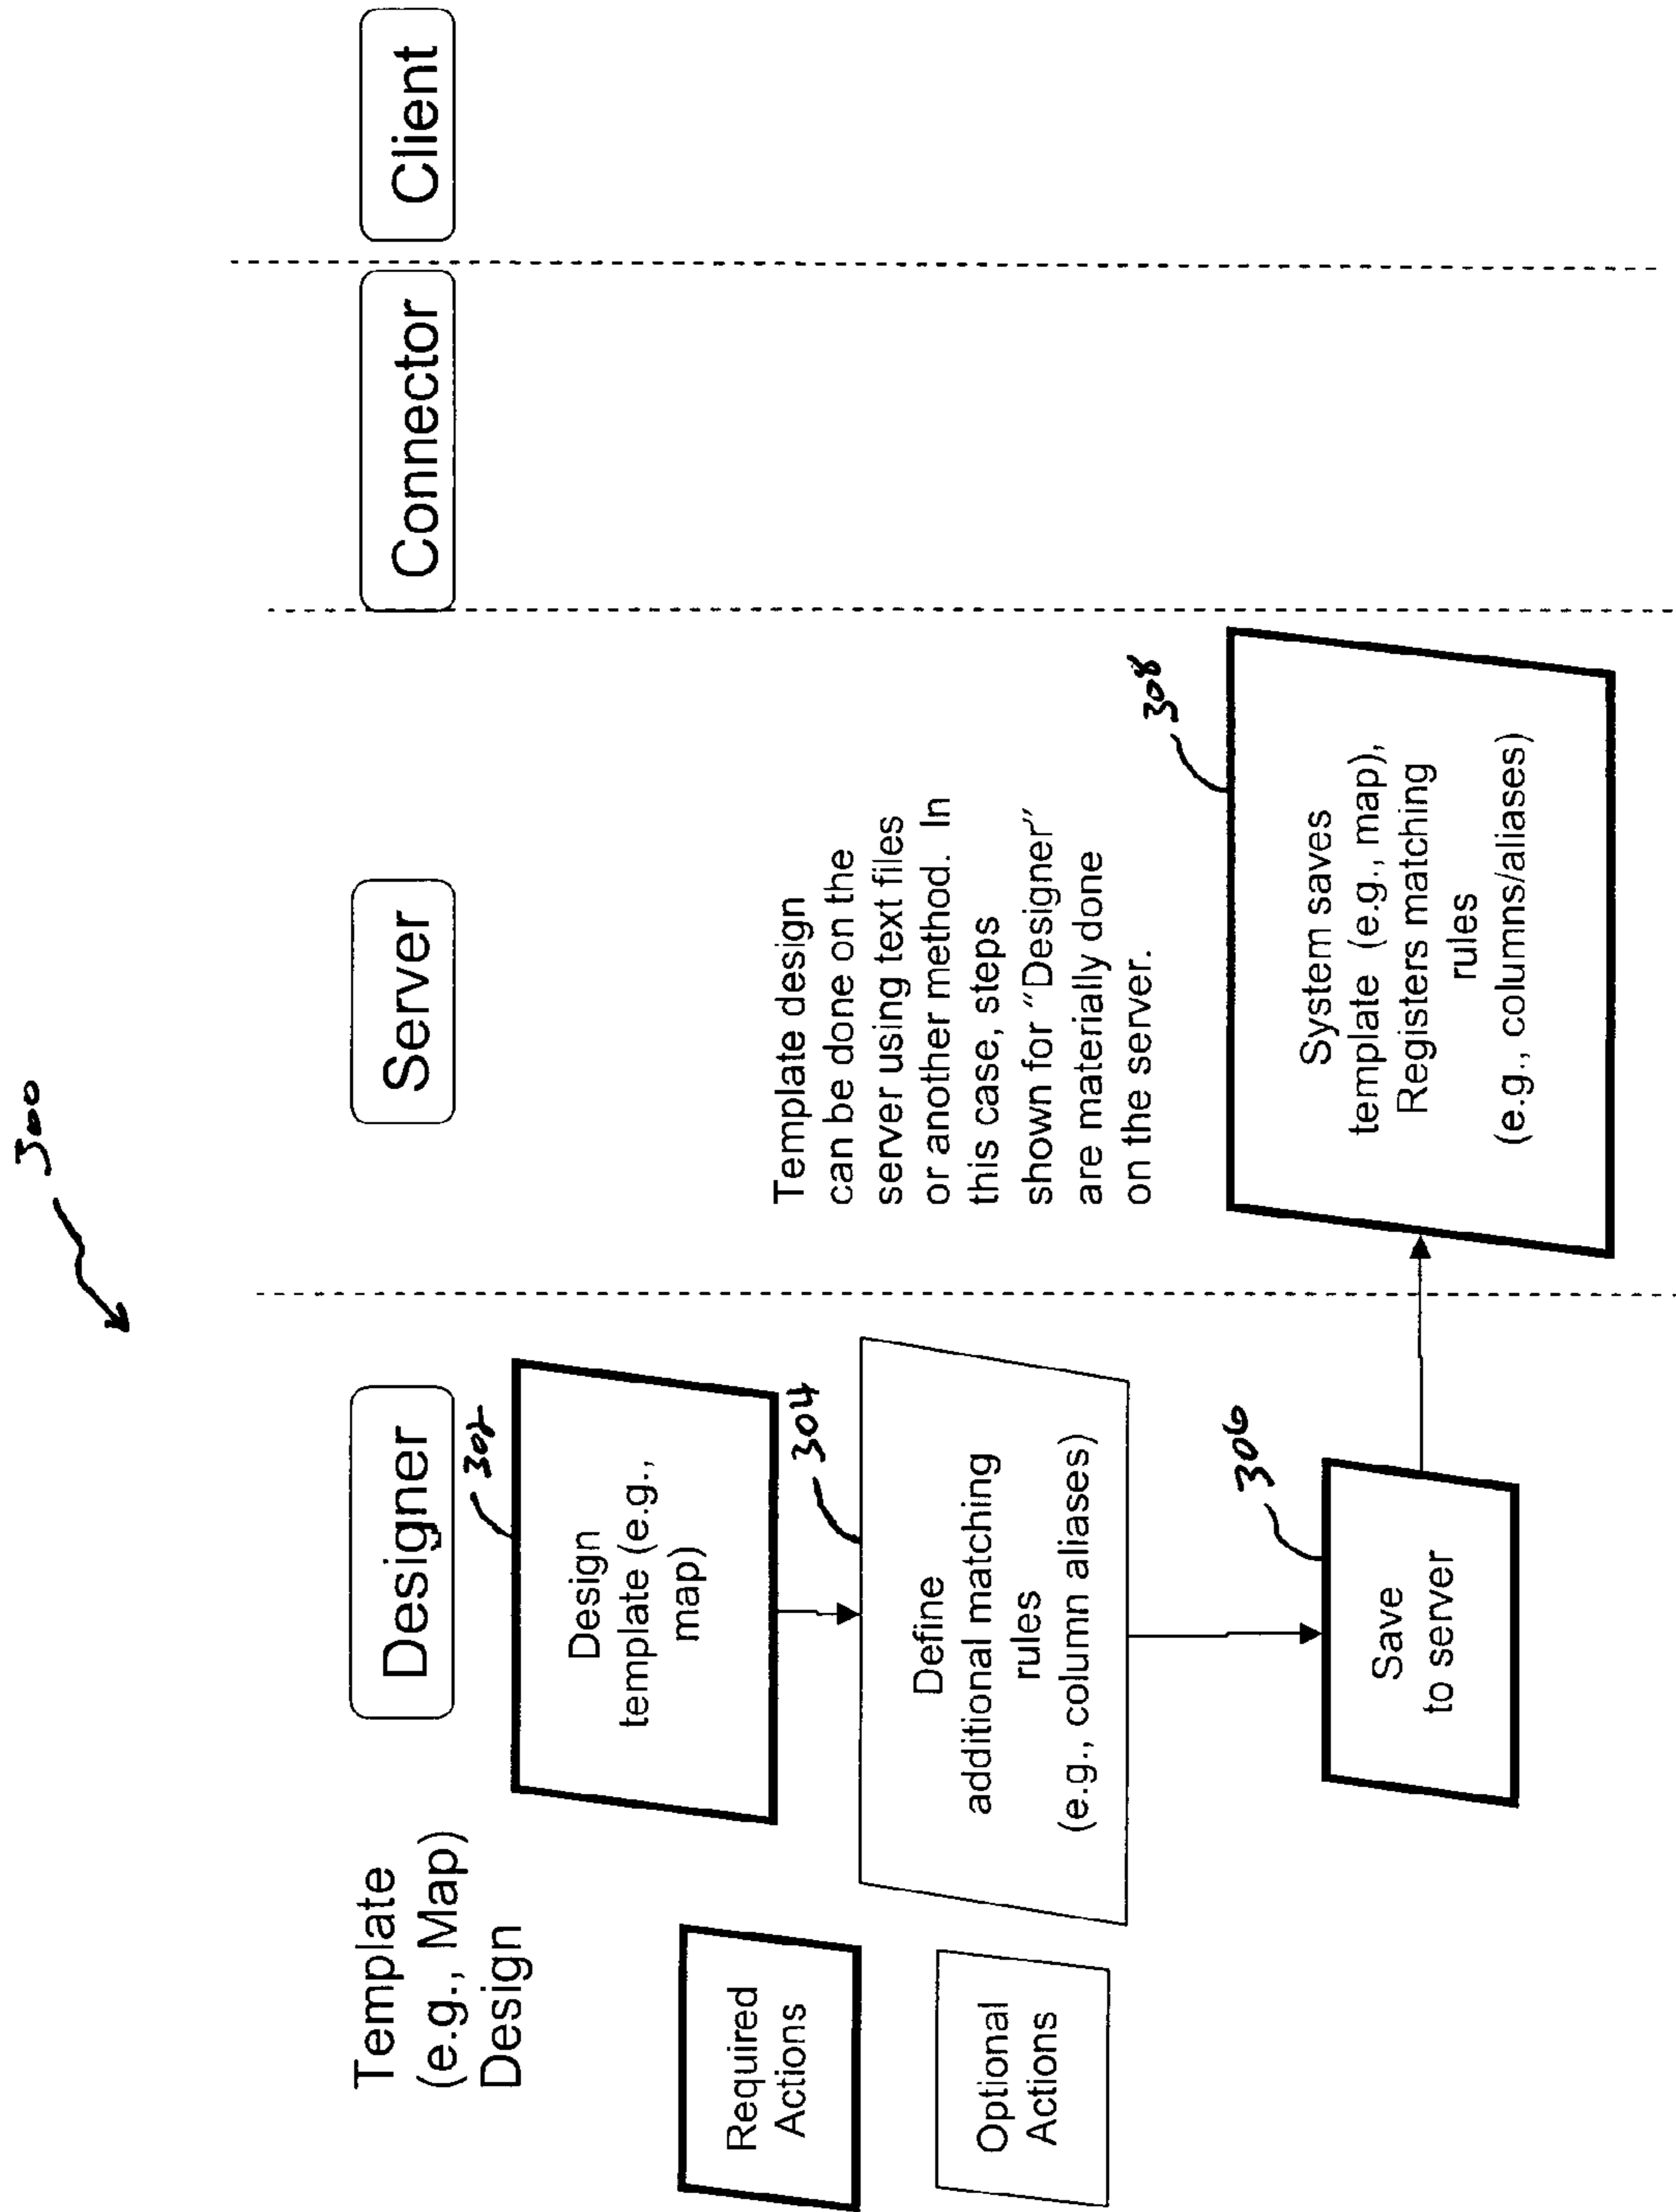 300
Template
(e.g., Map)
Design
Designer
Server
Connector
Client
Required
Actions
Optional
Actions
302
Design
template (e.g.,
map)
304
Define
additional matching
rules
(e.g., column aliases)
306
Save
to server
Template design
can be done on the
server using text files
or another method. In
this case, steps
shown for "Designer"
are materially done
on the server.
308
System saves
template (e.g., map),
Registers matching
rules
(e.g., columns/aliases)